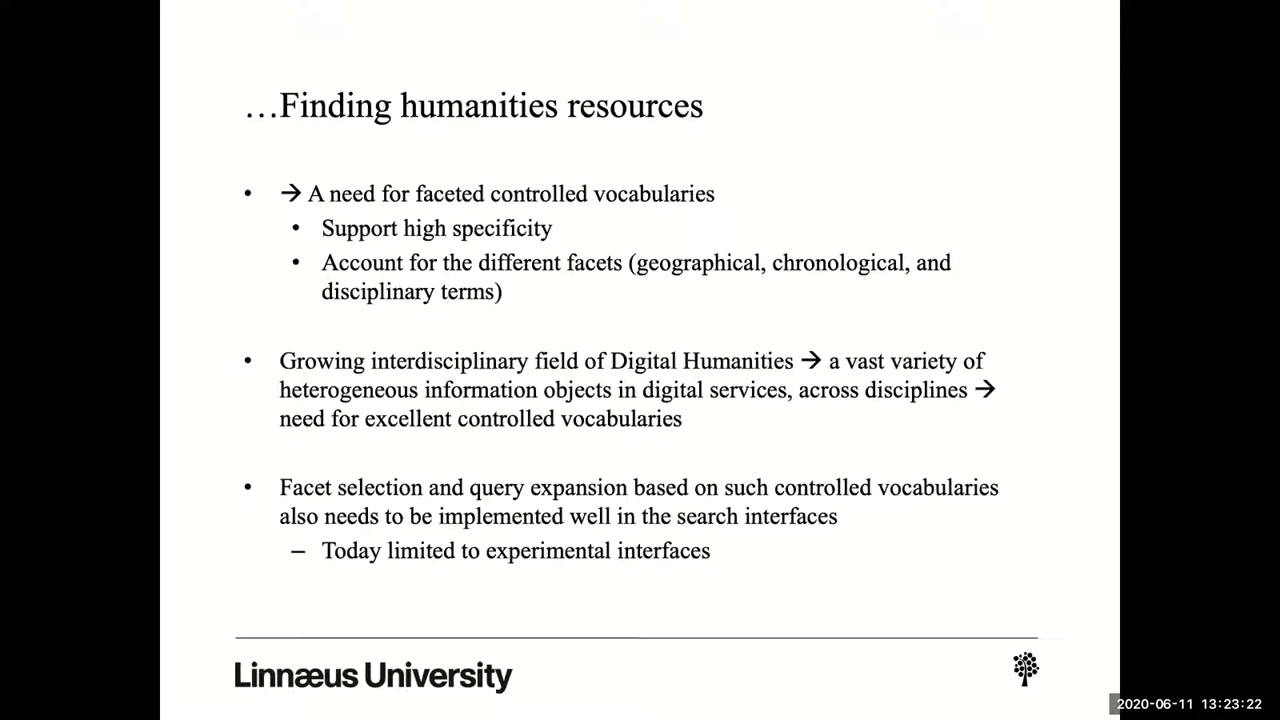 …Finding humanities resources
• → A need for faceted controlled vocabularies
• Support high specificity
• Account for the different facets (geographical, chronological, and
disciplinary terms)
• Growing interdisciplinary field of Digital Humanities → a vast variety of
heterogeneous information objects in digital services, across disciplines →
need for excellent controlled vocabularies
• Facet selection and query expansion based on such controlled vocabularies
also needs to be implemented well in the search interfaces
– Today limited to experimental interfaces
Linnæus University
2020-06-11 13:23:22